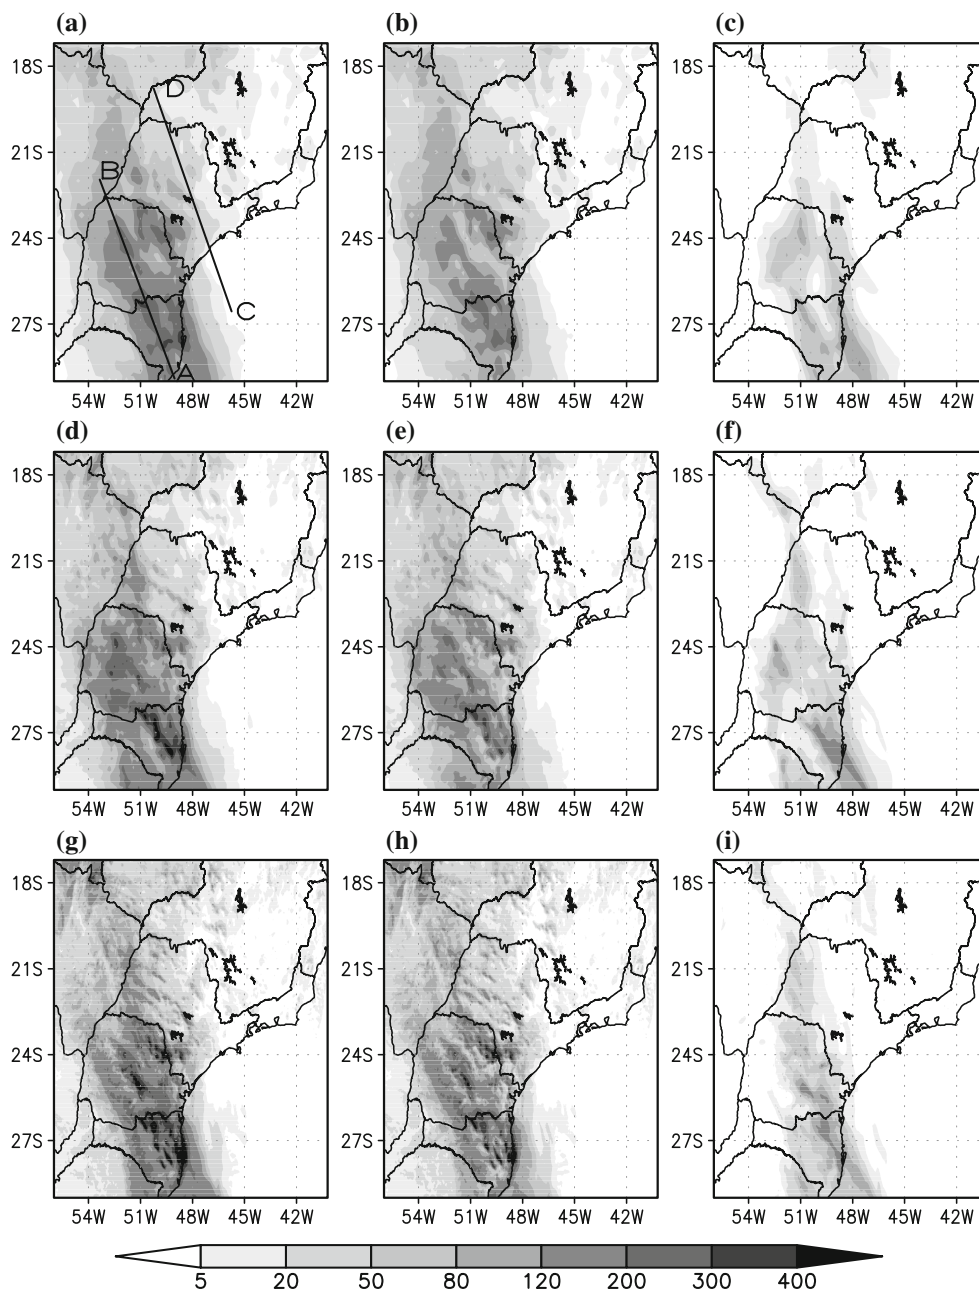 (a) (b) (c)
18S 18S 18S
D
21S 21S 21S
B
24S 24S 24S
C
27S 27S 27S
A
54W 51W 48W 45W 42W 54W 51W 48W 45W 42W 54W 51W 48W 45W 42W
(d) (e) (f)
18S 18S 18S
21S 21S 21S
24S 24S 24S
27S 27S 27S
54W 51W 48W 45W 42W 54W 51W 48W 45W 42W 54W 51W 48W 45W 42W
(g) (h) (i)
18S 18S 18S
21S 21S 21S
24S 24S 24S
27S 27S 27S
54W 51W 48W 45W 42W 54W 51W 48W 45W 42W 54W 51W 48W 45W 42W
5 20 50 80 120 200 300 400